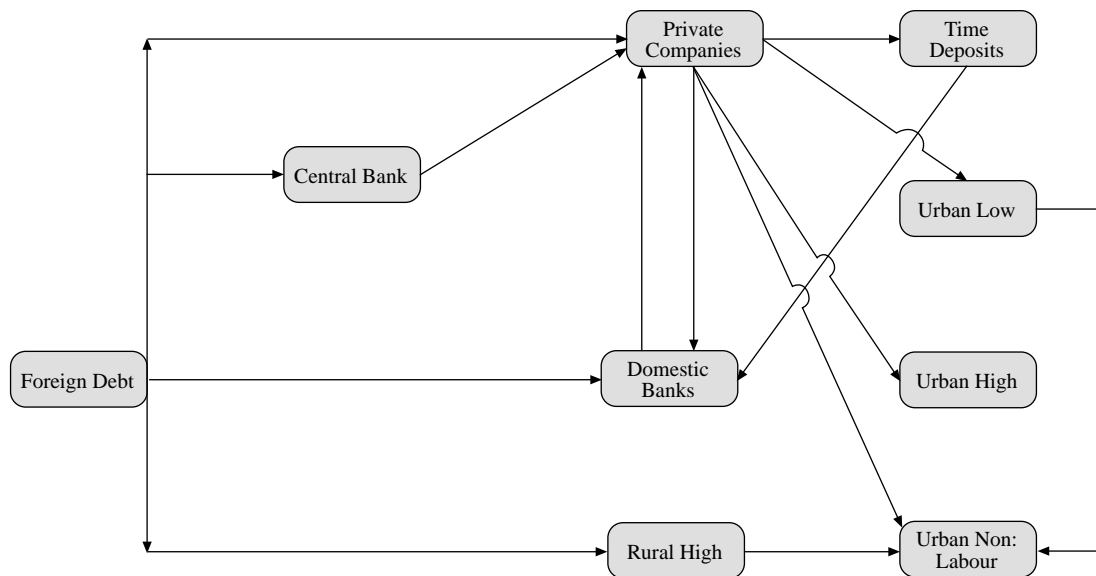 Private
Companies
Time
Deposits
Central Bank
Urban Low
Foreign Debt
Domestic
Banks
Urban High
Rural High
Urban Non:
Labour